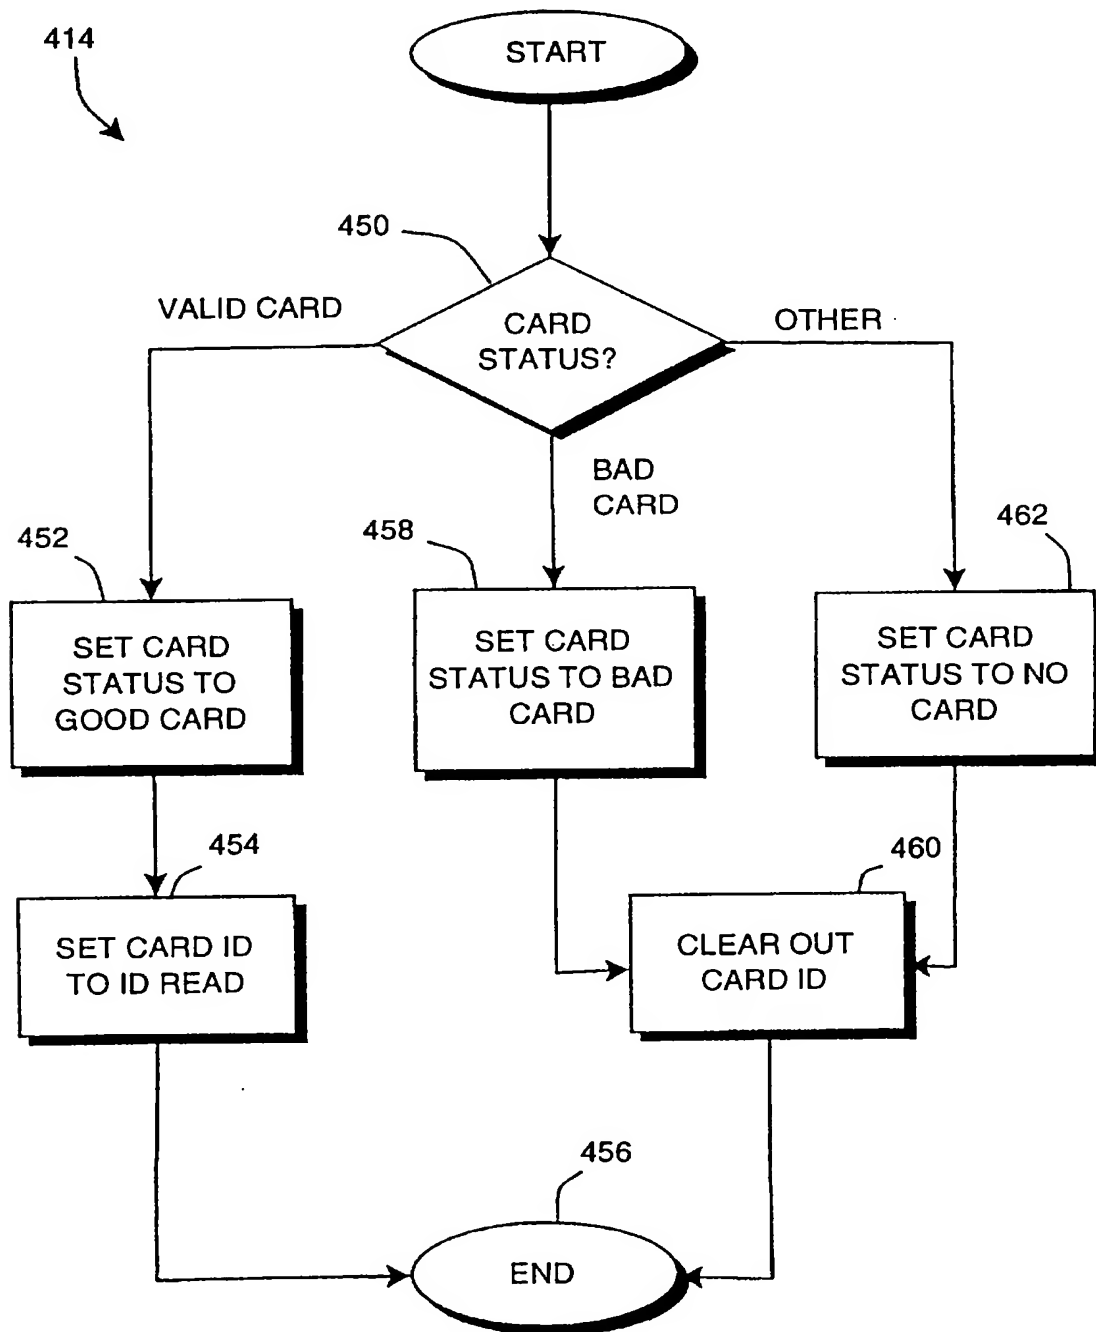 414
START
450
VALID CARD
CARD
STATUS?
OTHER
BAD
CARD
452
SET CARD
STATUS TO
GOOD CARD
458
SET CARD
STATUS TO BAD
CARD
462
SET CARD
STATUS TO NO
CARD
454
SET CARD ID
TO ID READ
460
CLEAR OUT
CARD ID
456
END